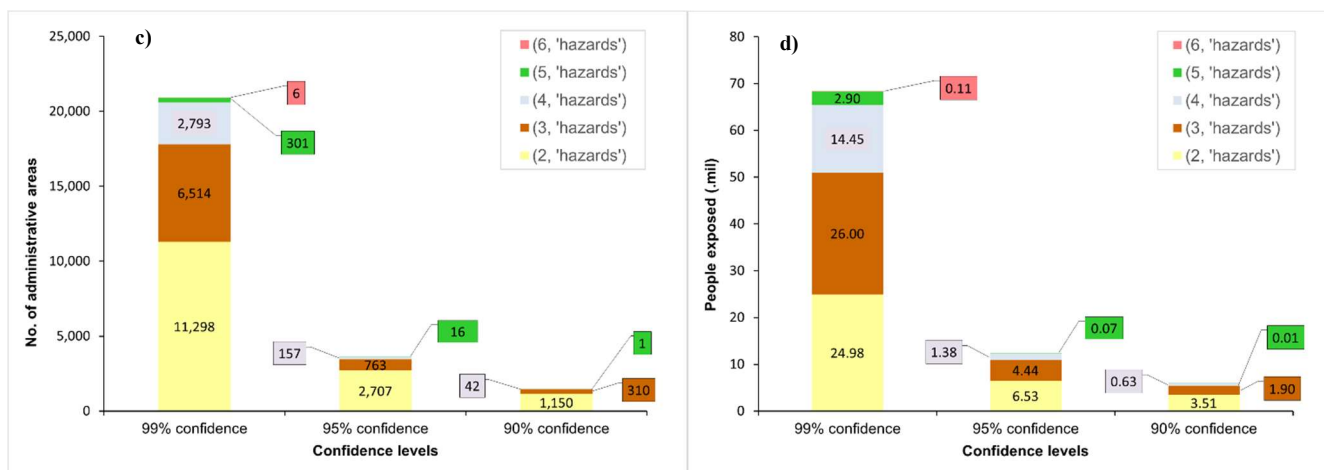 c)
25,000
20,000
15,000
10,000
5,000
0
No. of administrative areas
(6, 'hazards')
(5, 'hazards')
(4, 'hazards')
(3, 'hazards')
(2, 'hazards')
6
301
2,793
6,514
11,298
157
16
763
2,707
42
1
310
1,150
99% confidence
95% confidence
90% confidence
Confidence levels
d)
80
70
60
50
40
30
20
10
0
People exposed (.mil)
(6, 'hazards')
(5, 'hazards')
(4, 'hazards')
(3, 'hazards')
(2, 'hazards')
0.11
2.90
14.45
26.00
24.98
1.38
0.07
4.44
6.53
0.63
0.01
1.90
3.51
99% confidence
95% confidence
90% confidence
Confidence levels